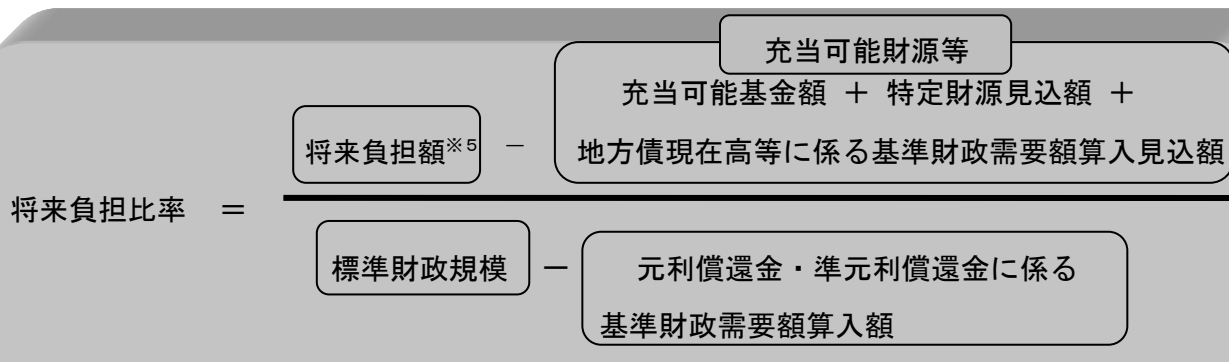 充当可能財源等
充当可能基金額 ＋ 特定財源見込額 ＋
将来負担額※５ － 地方債現在高等に係る基準財政需要額算入見込額
将来負担比率 ＝
標準財政規模 － 元利償還金・準元利償還金に係る
基準財政需要額算入額